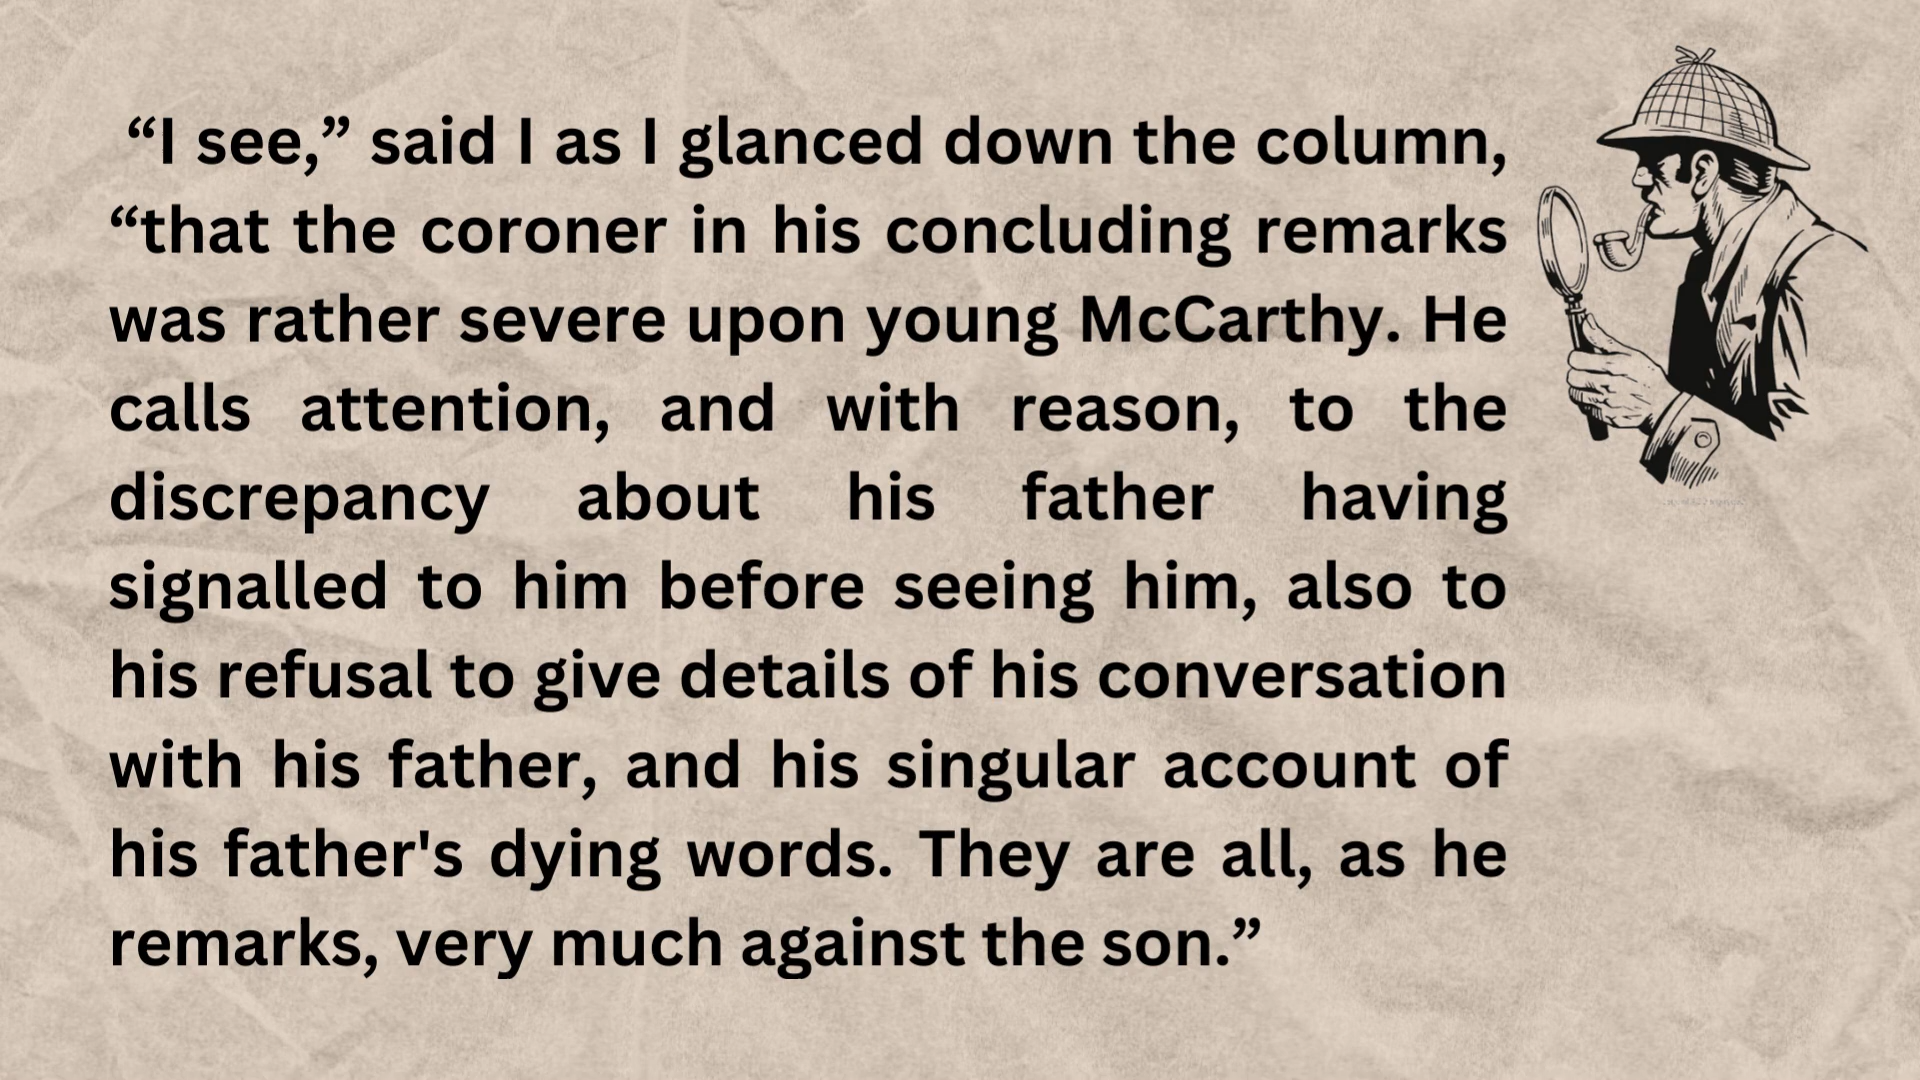 “I see,” said I as I glanced down the column,
“that the coroner in his concluding remarks
was rather severe upon young McCarthy. He
calls attention, and with reason, to the
discrepancy about his father having
signalled to him before seeing him, also to
his refusal to give details of his conversation
with his father, and his singular account of
his father's dying words. They are all, as he
remarks, very much against the son.”